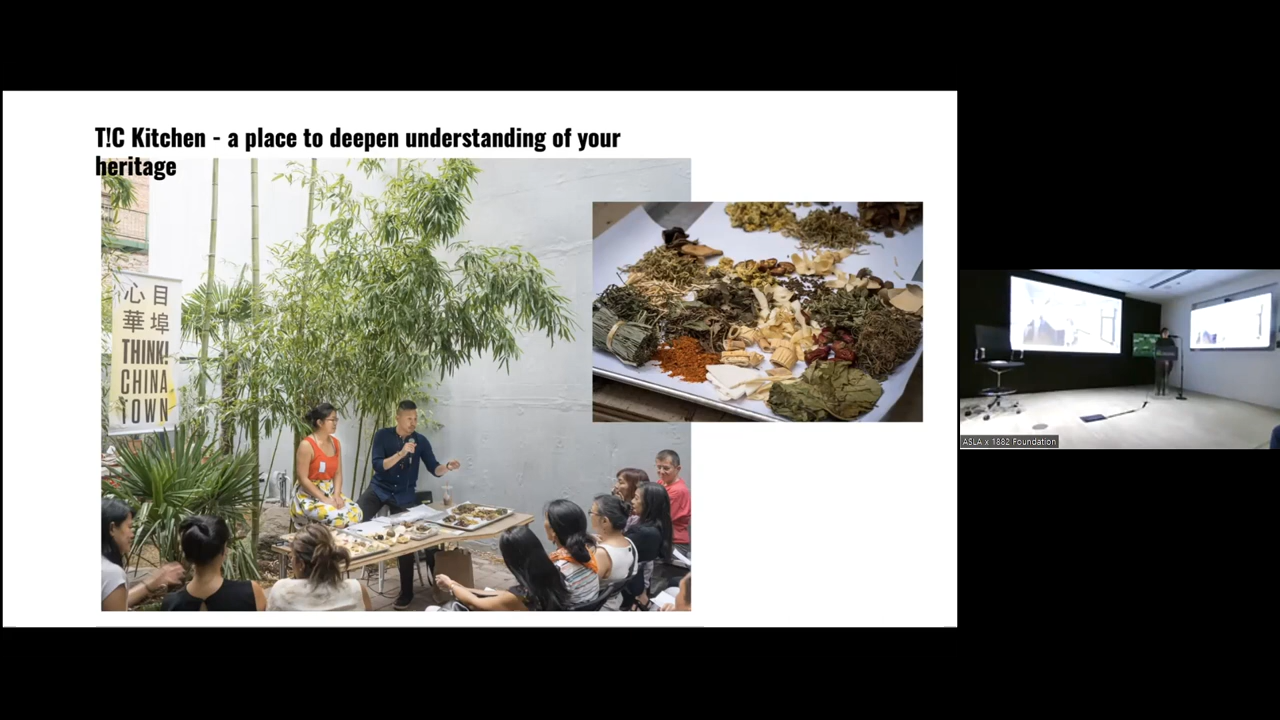 T!C Kitchen - a place to deepen understanding of your
heritage
心目
華埠
THINK!
CHINA
TOWN
ASLA x 1882 Foundation